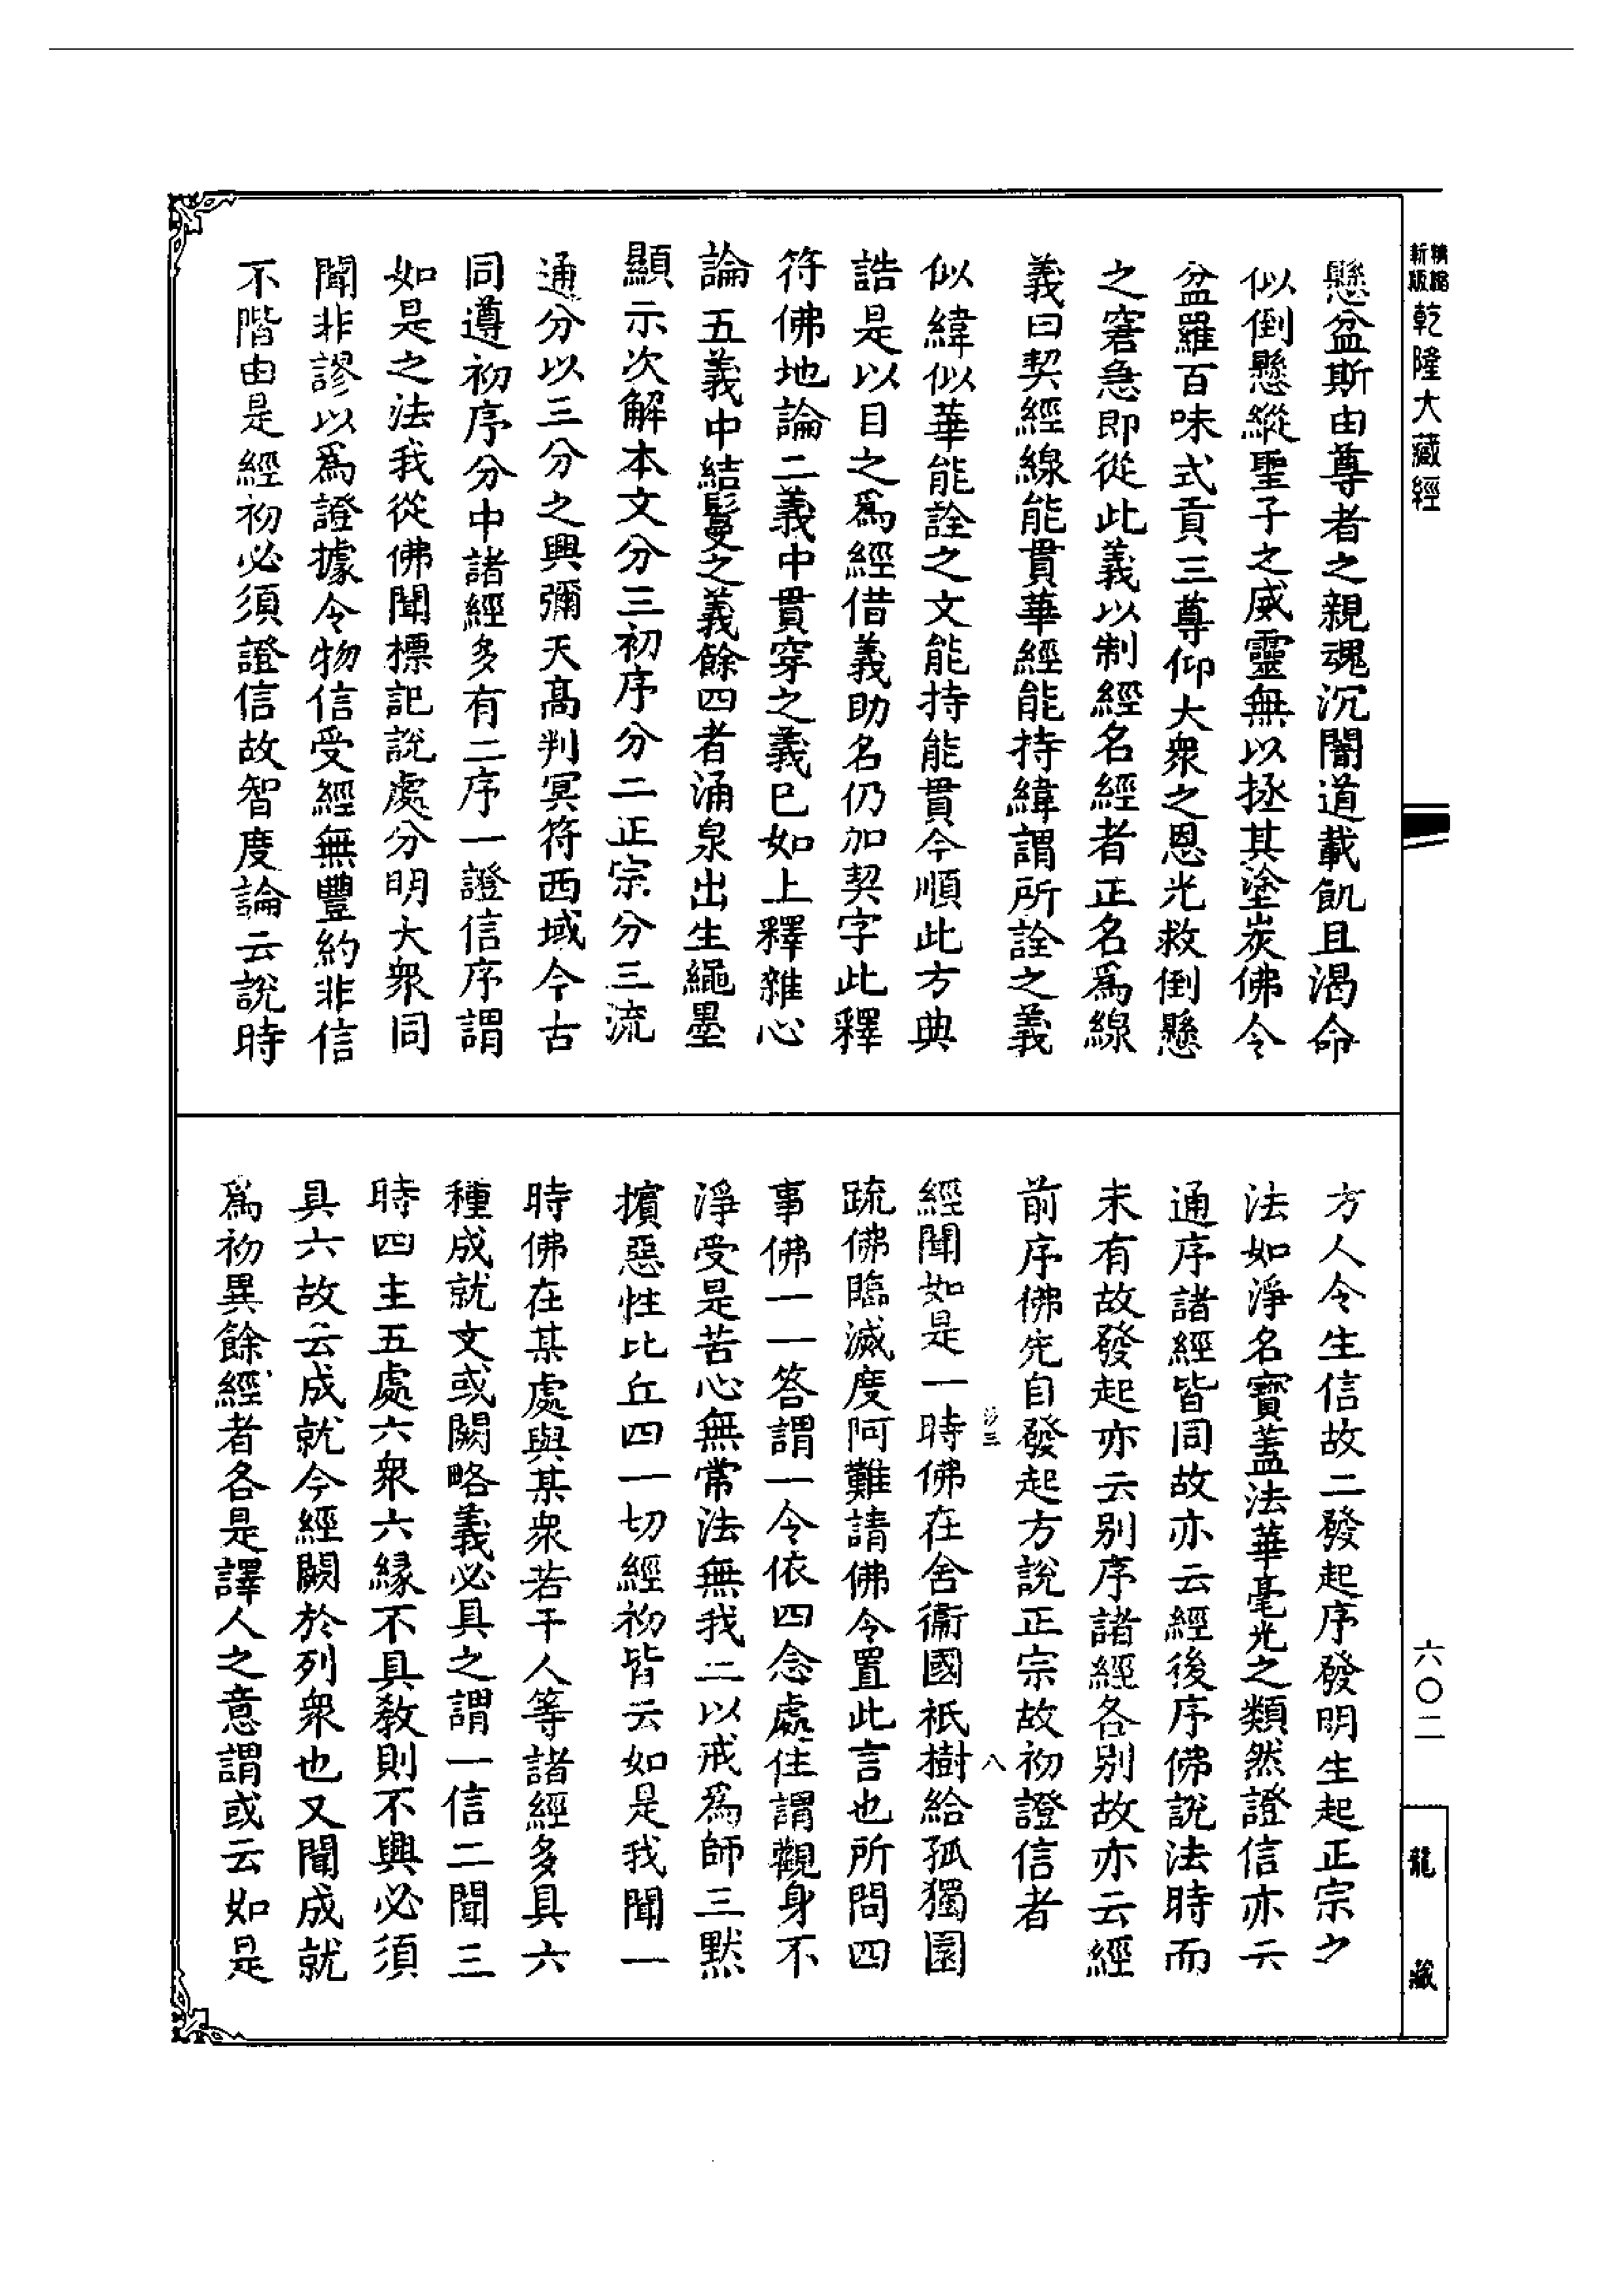 精縮
新版
乾隆大藏經
懸盆斯由尊者之親魂沉闇道載飢且渴命
似倒懸縱聖子之威靈無以拯其塗炭佛令
盆羅百味式貢三尊仰大衆之恩光救倒懸
之窘急即從此義以制經名經者正名爲線
義曰契經線能貫華經能持緯謂所詮之義
似緯似華能詮之文能持能貫今順此方典
誥是以目之爲經借義助名仍加契字此釋
符佛地論二義中貫穿之義已如上釋雜心
論五義中結鬘之義餘四者涌泉出生繩墨
顯示次解本文分三初序分二正宗分三流
通分以三分之興彌天高判冥符西域今古
同遵初序分中諸經多有二序一證信序謂
如是之法我從佛聞標記說處分明大衆同
聞非謬以爲證據令物信受經無豐約非信
不階由是經初必須證信故智度論云說時
方人令生信故二發起序發明生起正宗之
法如淨名寶蓋法華毫光之類然證信亦云
通序諸經皆同故亦云經後序佛說法時而
未有故發起亦云別序諸經各別故亦云經
前序佛先自發起方說正宗故初證信者
沙三
八
經聞如是一時佛在舍衞國祇樹給孤獨園
疏佛臨滅度阿難請佛令置此言也所問四
事佛一一答謂一令依四念處住謂觀身不
淨受是苦心無常法無我二以戒爲師三默
擯惡性比丘四一切經初皆云如是我聞一
時佛在某處與某衆若干人等諸經多具六
種成就文或闕略義必具之謂一信二聞三
時四主五處六衆六緣不具教則不興必須
具六故云成就今經闕於列衆也又聞成就
爲初異餘經者各是譯人之意謂或云如是
六〇二
龍藏